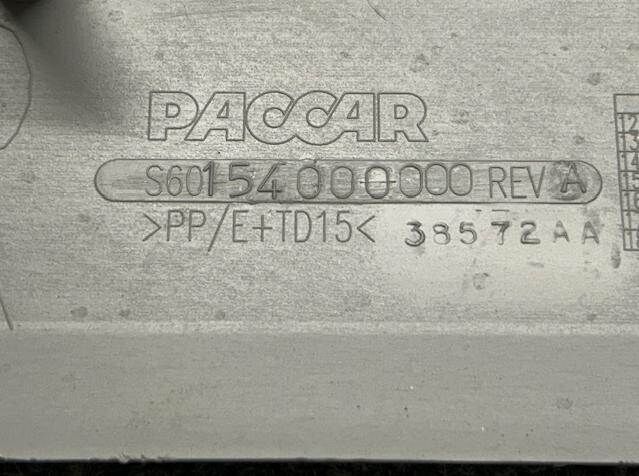 PACCAR
S60154000000 REV A
>PP/E+TD15< 38572AA